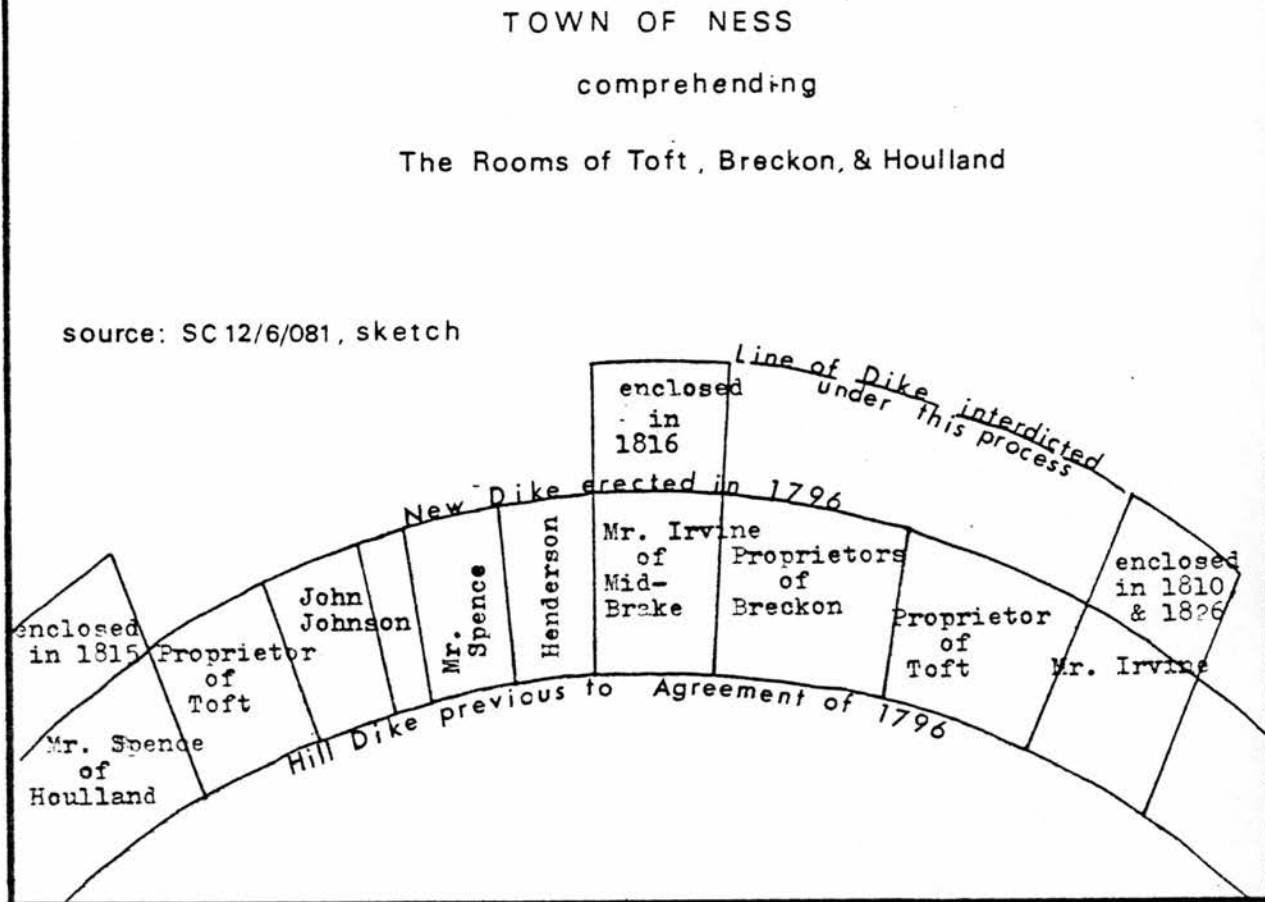 TOWN OF NESS
comprehending
The Rooms of Toft, Breckon, & Houlland
source: SC 12/6/081, sketch
Line of Dike interdicted
under this process
enclosed
in
1816
New Dike erected in 1796
enclosed
in 1815
Proprietor
of
Toft
John
Johnson
Mr.
Spence
Henderson
Mr. Irvine
of
Mid-
Brake
Proprietors
of
Breckon
Proprietor
of
Toft
enclosed
in 1810
& 1826
Mr. Irvine
Mr. Spence
of
Houlland
Hill Dike previous to Agreement of 1796